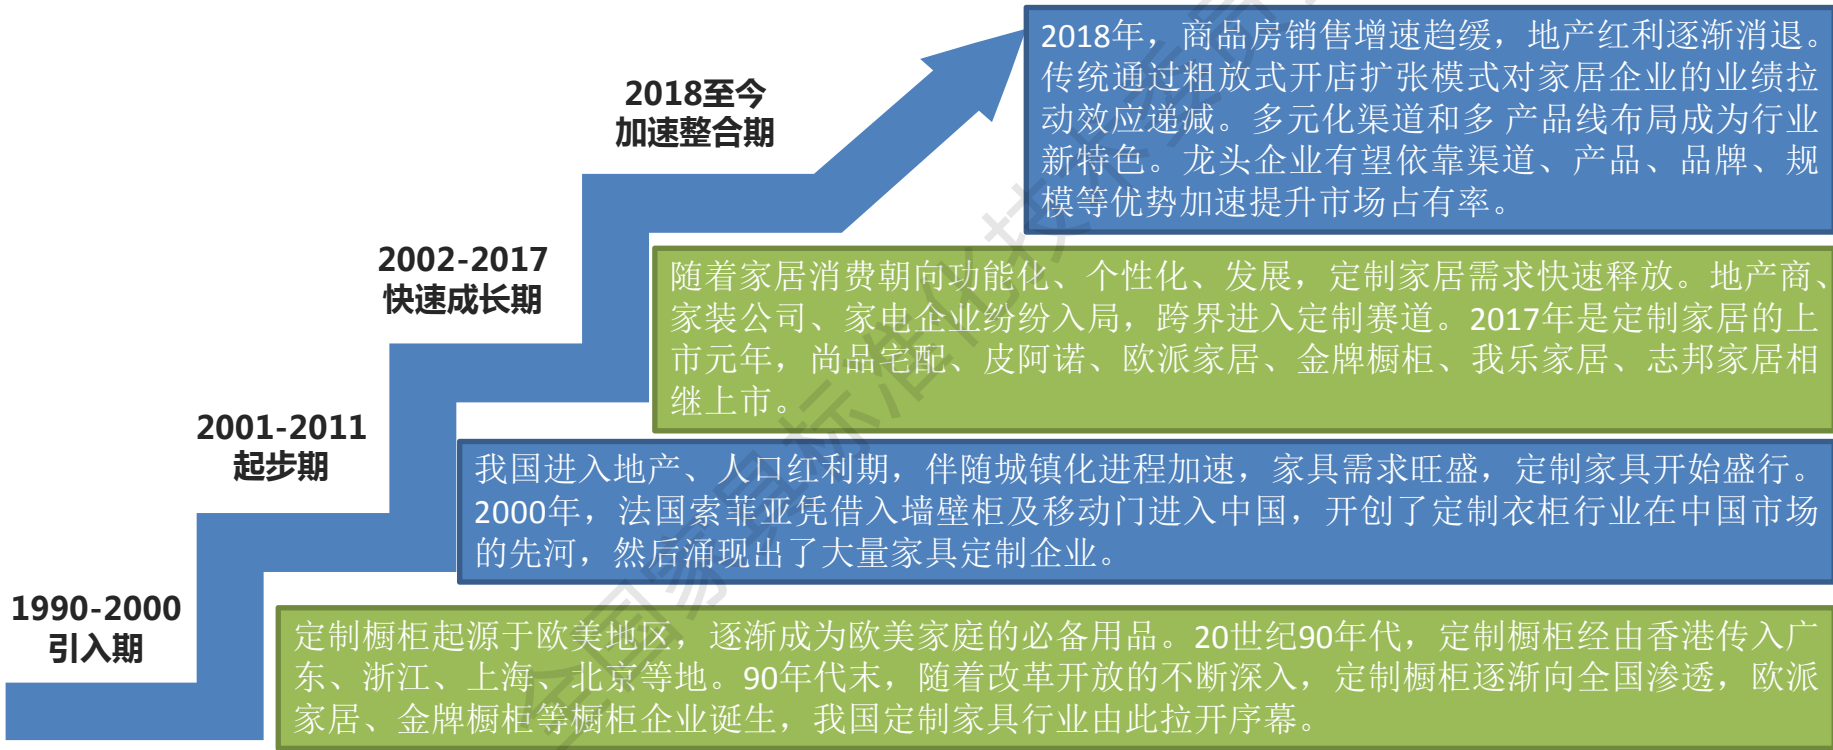 2018至今
加速整合期
2018年，商品房销售增速趋缓，地产红利逐渐消退。
传统通过粗放式开店扩张模式对家居企业的业绩拉
动效应递减。多元化渠道和多 产品线布局成为行业
新特色。龙头企业有望依靠渠道、产品、品牌、规
模等优势加速提升市场占有率。
2002-2017
快速成长期
随着家居消费朝向功能化、个性化、发展，定制家居需求快速释放。地产商、
家装公司、家电企业纷纷入局，跨界进入定制赛道。2017年是定制家居的上
市元年，尚品宅配、皮阿诺、欧派家居、金牌橱柜、我乐家居、志邦家居相
继上市。
2001-2011
起步期
我国进入地产、人口红利期，伴随城镇化进程加速，家具需求旺盛，定制家具开始盛行。
2000年，法国索菲亚凭借入墙壁柜及移动门进入中国，开创了定制衣柜行业在中国市场
的先河，然后涌现出了大量家具定制企业。
1990-2000
引入期
定制橱柜起源于欧美地区，逐渐成为欧美家庭的必备用品。20世纪90年代，定制橱柜经由香港传入广
东、浙江、上海、北京等地。90年代末，随着改革开放的不断深入，定制橱柜逐渐向全国渗透，欧派
家居、金牌橱柜等橱柜企业诞生，我国定制家具行业由此拉开序幕。
全国家具标准化技术委员